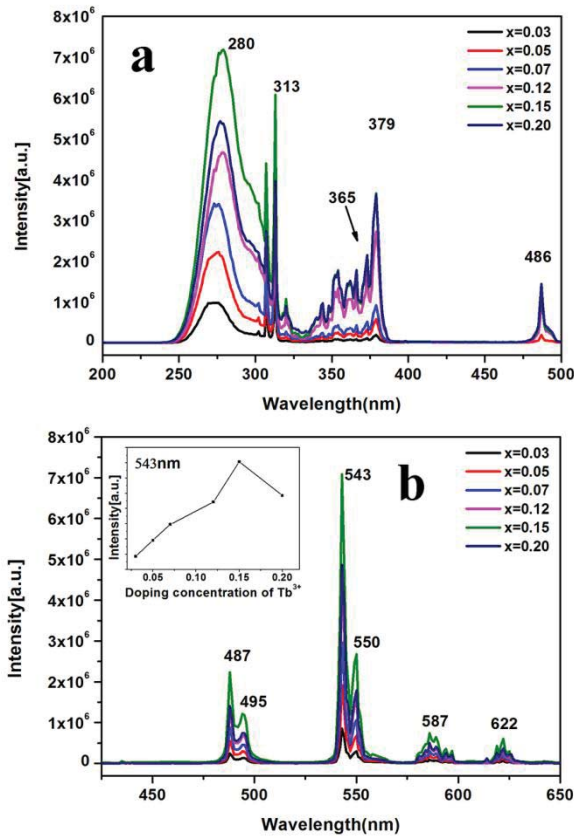 a
8x10⁶
7x10⁶
6x10⁶
5x10⁶
4x10⁶
3x10⁶
2x10⁶
1x10⁶
0
Intensity[a.u.]
280
313
365
379
486
x=0.03
x=0.05
x=0.07
x=0.12
x=0.15
x=0.20
200 250 300 350 400 450 500
Wavelength(nm)
b
8x10⁶
7x10⁶
6x10⁶
5x10⁶
4x10⁶
3x10⁶
2x10⁶
1x10⁶
0
Intensity[a.u.]
543nm
Intensity[a.u.]
0.05 0.10 0.15 0.20
Doping concentration of Tb³⁺
487
495
543
550
587
622
x=0.03
x=0.05
x=0.07
x=0.12
x=0.15
x=0.20
450 500 550 600 650
Wavelength(nm)